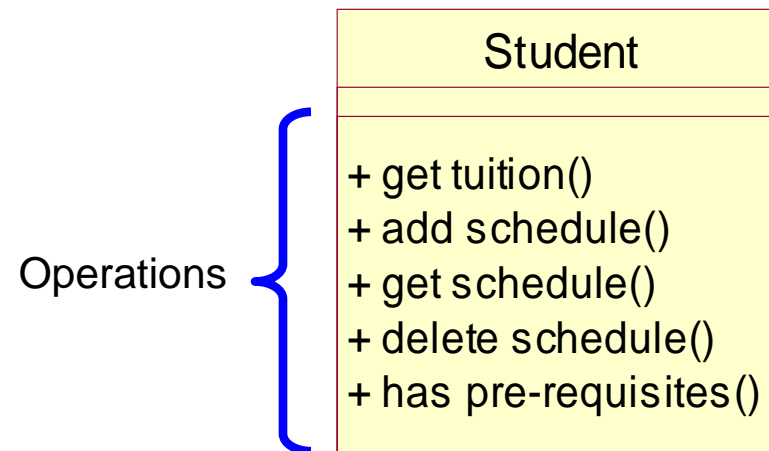 Student
+ get tuition()
+ add schedule()
Operations
+ get schedule()
+ delete schedule()
+ has pre-requisites()